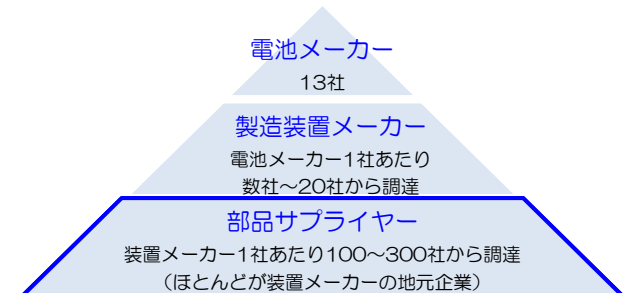 電池メーカー
13社
製造装置メーカー
電池メーカー1社あたり
数社～20社から調達
部品サプライヤー
装置メーカー1社あたり100～300社から調達
（ほとんどが装置メーカーの地元企業）